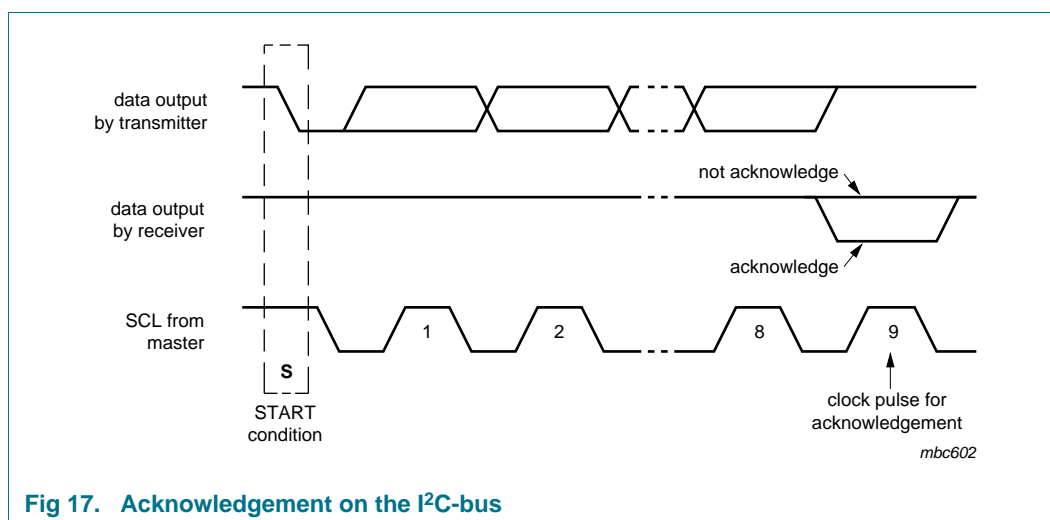 data output
by transmitter
not acknowledge
data output
by receiver
acknowledge
SCL from
master
1
2
8
9
S
START
condition
clock pulse for
acknowledgement
mbc602
Fig 17. Acknowledgement on the I²C-bus